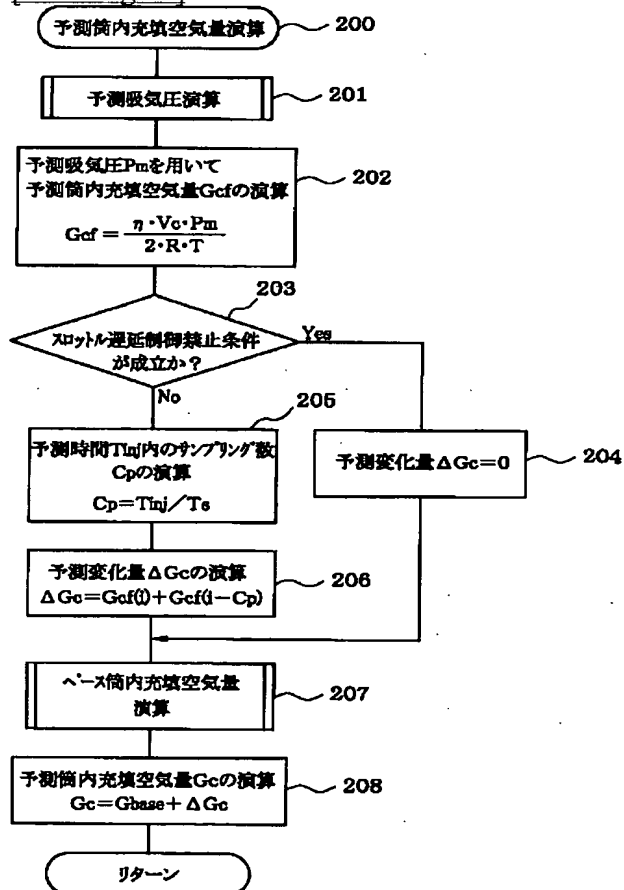 予測筒内充填空気量演算
200
予測吸気圧演算
201
予測吸気圧Pmを用いて
予測筒内充填空気量Gcfの演算
Gcf = η・Vc・Pm / 2・R・T
202
203
スロットル遅延制御禁止条件
が成立か？
Yes
No
205
予測時間Tinj内のサンプリング数
Cpの演算
Cp=Tinj／Ts
予測変化量ΔGc=0
204
予測変化量ΔGcの演算
ΔGc=Gcf(i)+Gcf(i−Cp)
206
ベース筒内充填空気量
演算
207
予測筒内充填空気量Gcの演算
Gc=Gbase+ΔGc
208
リターン